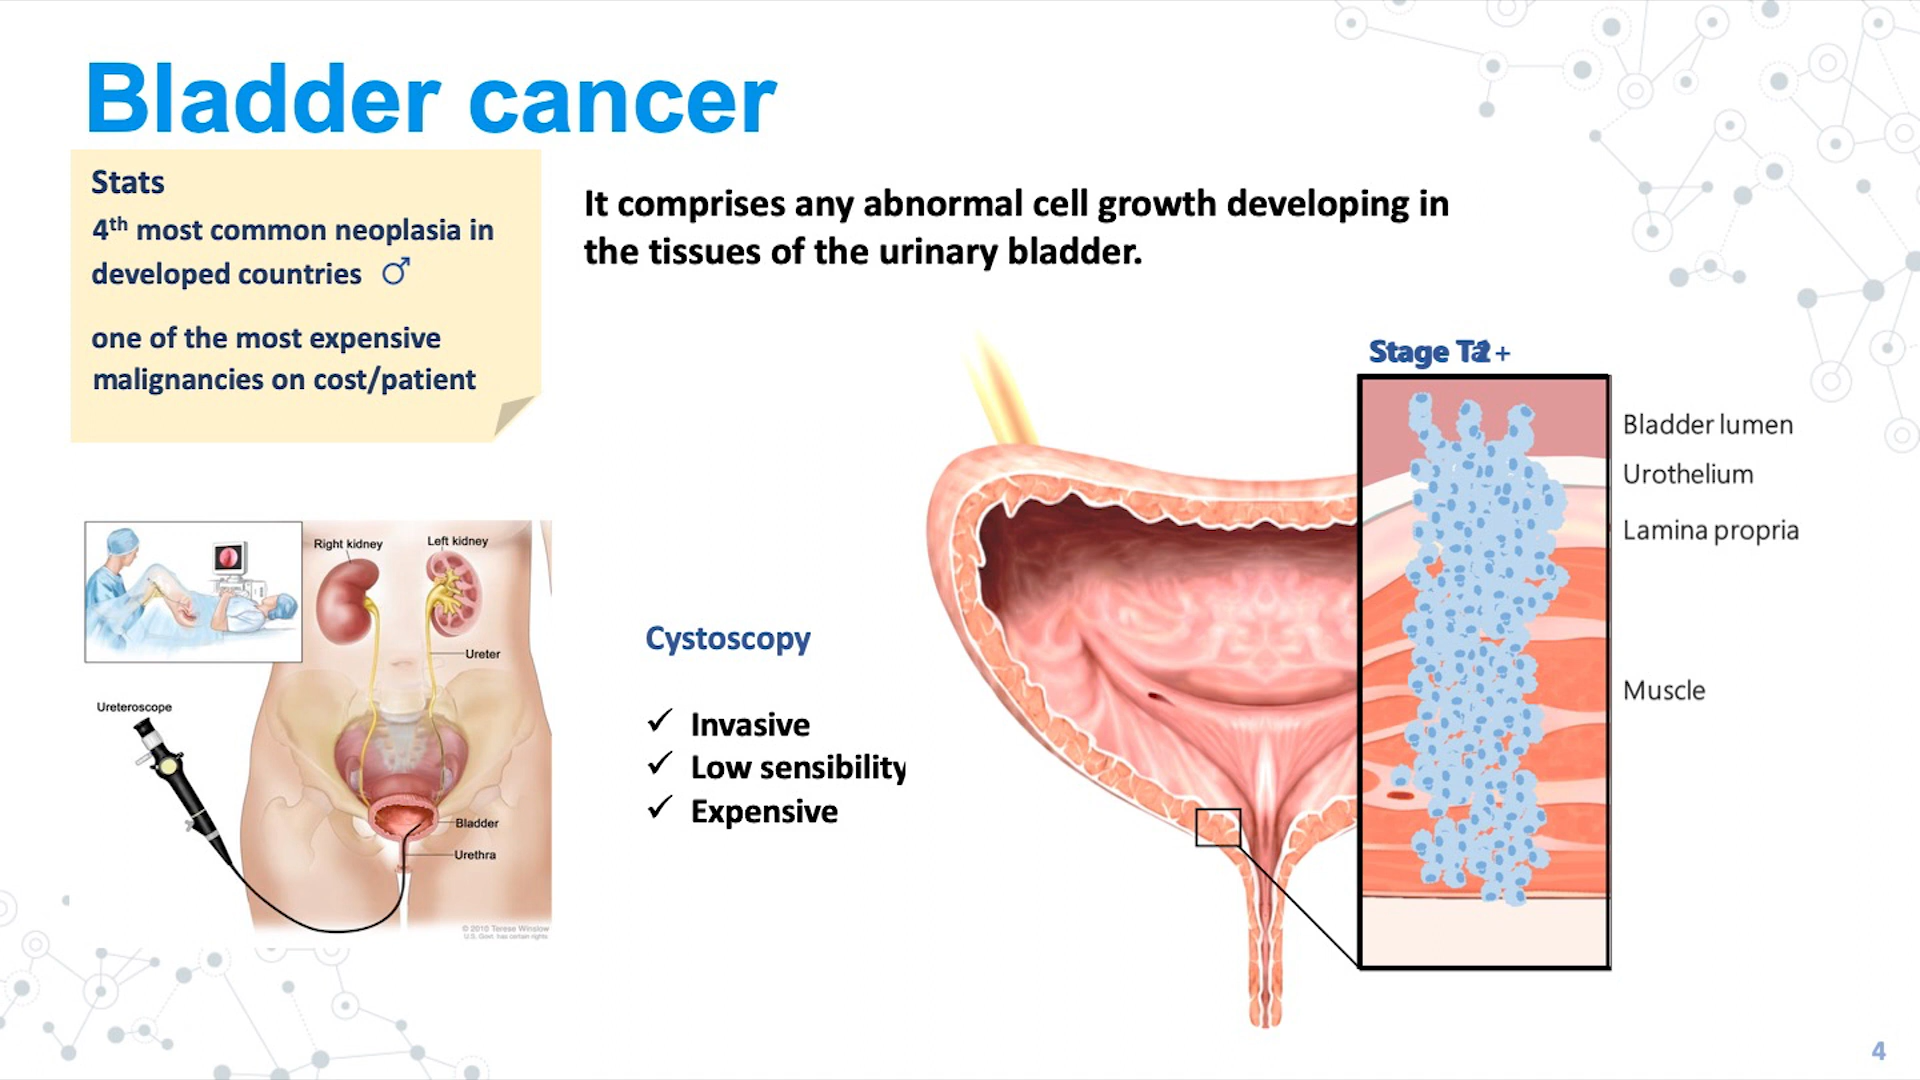 Bladder cancer
Stats
4th most common neoplasia in
developed countries ♂
one of the most expensive
malignancies on cost/patient
It comprises any abnormal cell growth developing in
the tissues of the urinary bladder.
Right kidney
Left kidney
Ureter
Ureteroscope
Bladder
Urethra
© 2010 Terese Winslow
U.S. Govt. has certain rights
Cystoscopy
✓ Invasive
✓ Low sensibility
✓ Expensive
Stage
Bladder lumen
Urothelium
Lamina propria
Muscle
4